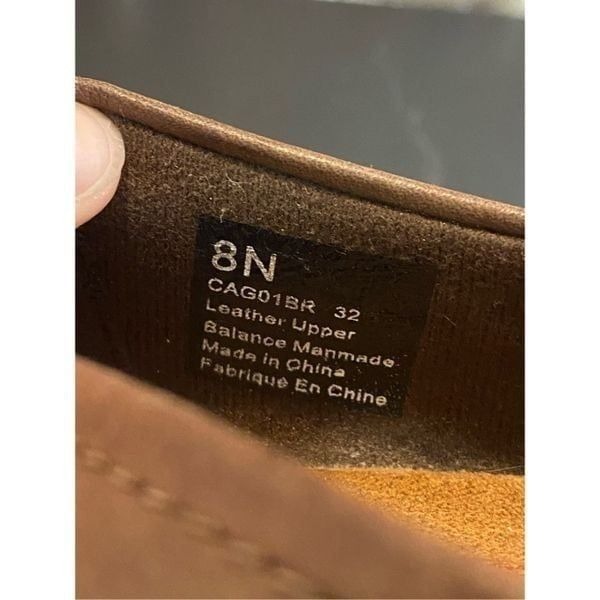 8N
CAG01BR 32
Leather Upper
Balance Manmade
Made in China
Fabriqué En Chine